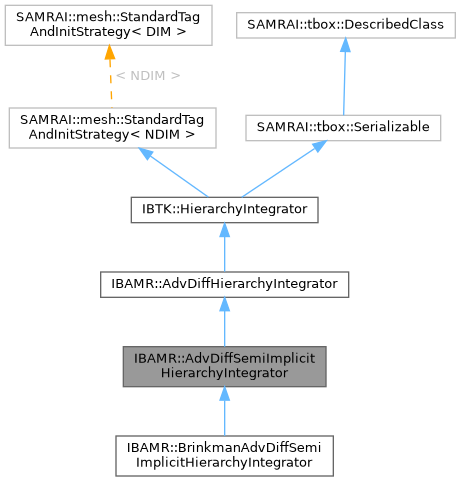 SAMRAI::mesh::StandardTag
AndInitStrategy< DIM >
SAMRAI::tbox::DescribedClass
< NDIM >
SAMRAI::mesh::StandardTag
AndInitStrategy< NDIM >
SAMRAI::tbox::Serializable
IBTK::HierarchyIntegrator
IBAMR::AdvDiffHierarchyIntegrator
IBAMR::AdvDiffSemiImplicit
HierarchyIntegrator
IBAMR::BrinkmanAdvDiffSemi
ImplicitHierarchyIntegrator